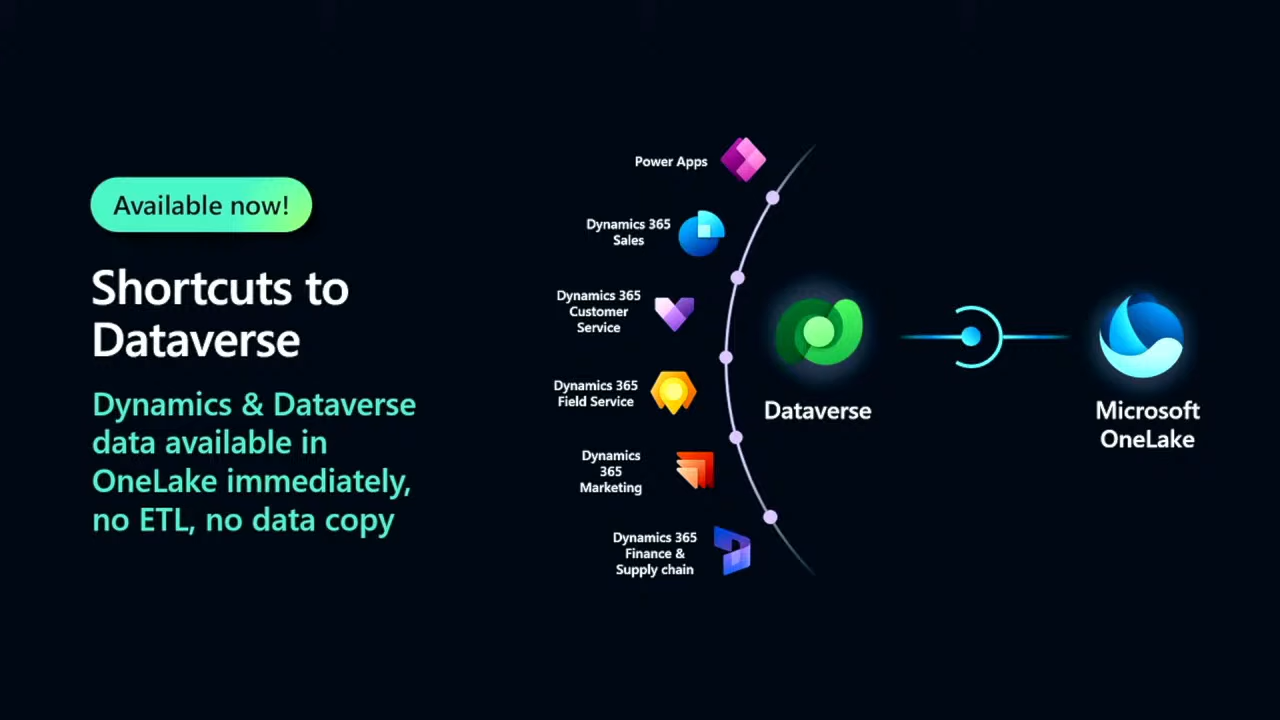 Available now!
Shortcuts to
Dataverse
Dynamics & Dataverse
data available in
OneLake immediately,
no ETL, no data copy
Power Apps
Dynamics 365
Sales
Dynamics 365
Customer
Service
Dynamics 365
Field Service
Dynamics
365
Marketing
Dynamics 365
Finance &
Supply chain
Dataverse
Microsoft
OneLake